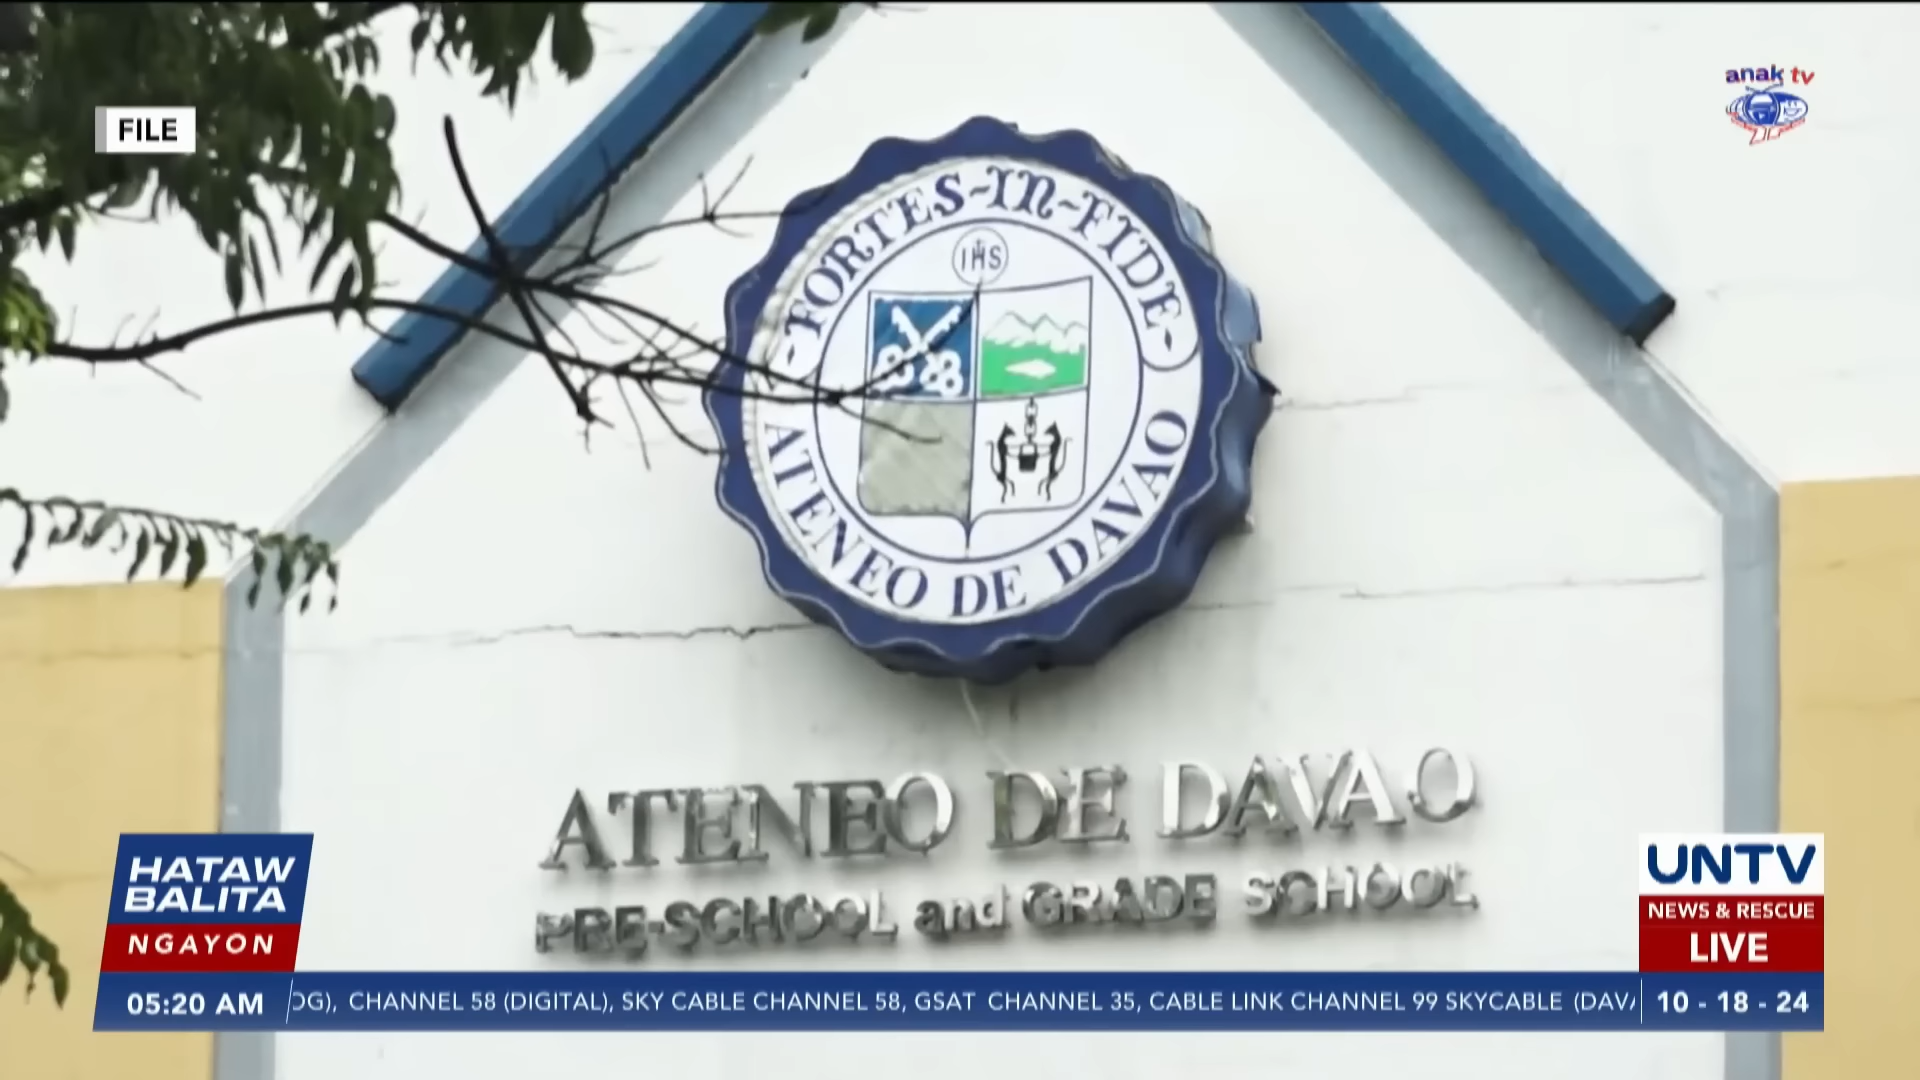 FILE
anak tv
FORTES-IN-FIDE
IHS
ATENEO DE DAVAO
ATENEO DE DAVAO
PRE-SCHOOL and GRADE SCHOOL
HATAW
BALITA
NGAYON
UNTV
NEWS & RESCUE
LIVE
05:20 AM
CHANNEL 58 (DIGITAL), SKY CABLE CHANNEL 58, GSAT CHANNEL 35, CABLE LINK CHANNEL 99 SKYCABLE
10 - 18 - 24